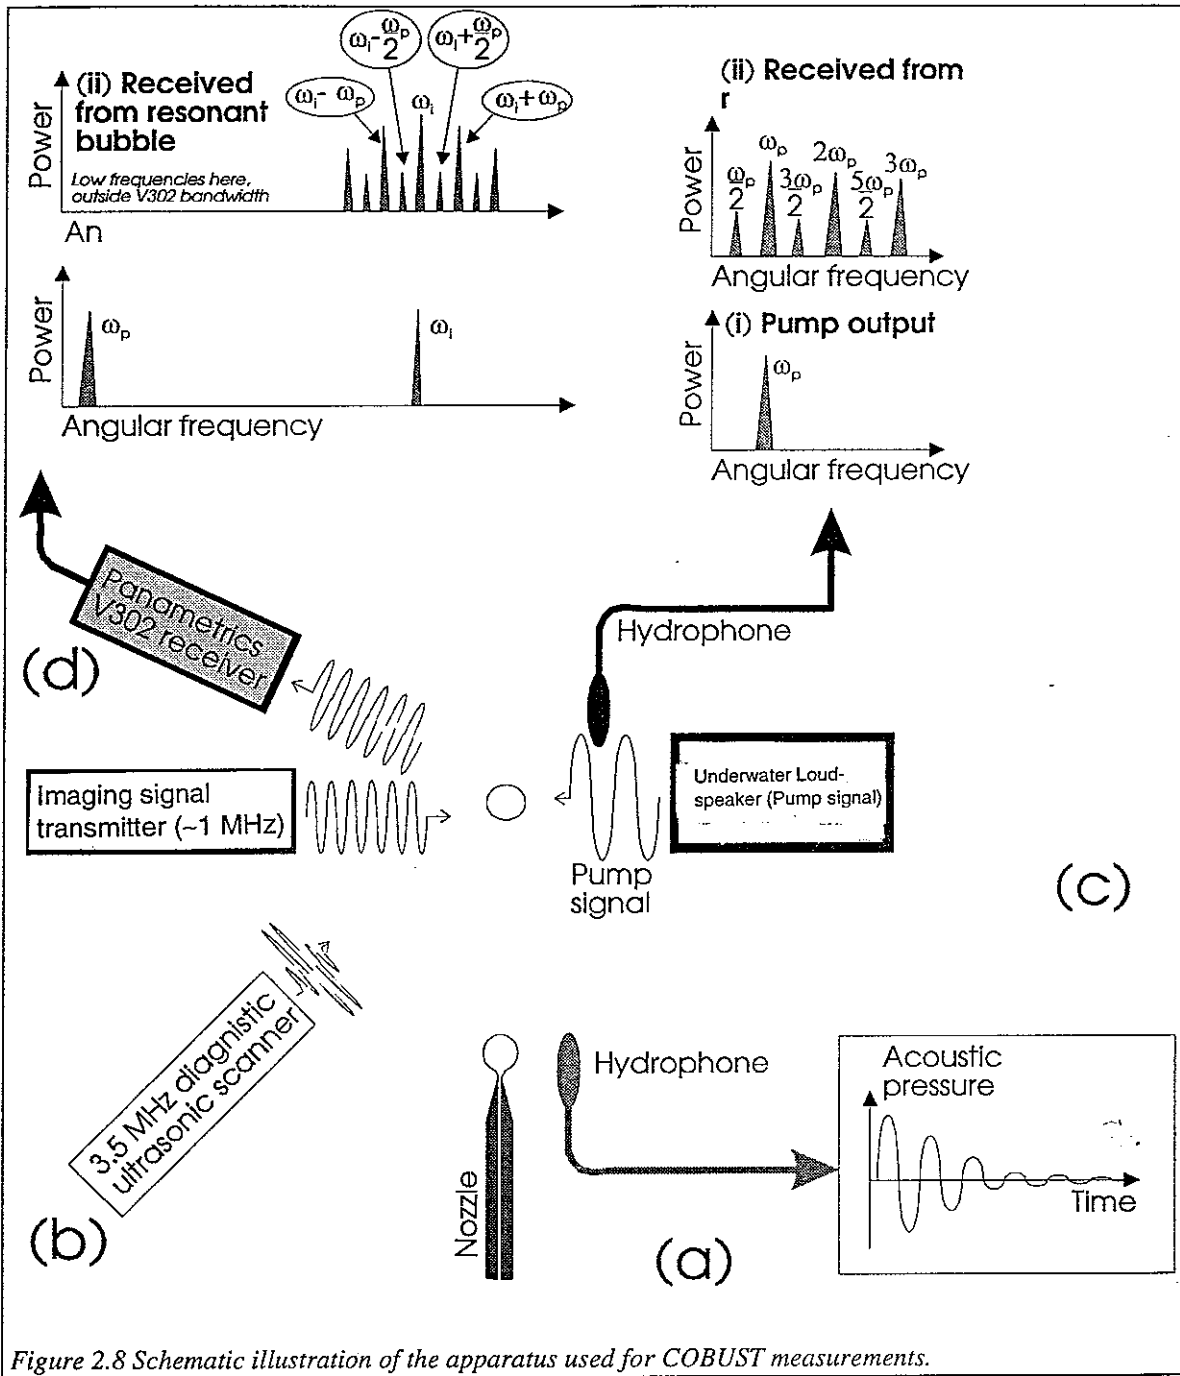 (ii) Received
from resonant
bubble
Low frequencies here,
outside V302 bandwidth
Power
An
ωi- ωp
ωi-ωp/2
ωi
ωi+ωp/2
ωi+ωp
Power
ωp
ωi
Angular frequency
(ii) Received from
r
Power
ωp/2
ωp
3ωp/2
2ωp
5ωp/2
3ωp
Angular frequency
(i) Pump output
Power
ωp
Angular frequency
Panametrics
V302 receiver
(d)
Hydrophone
Imaging signal
transmitter (~1 MHz)
Underwater Loud-
speaker (Pump signal)
Pump
signal
(c)
3.5 MHz diagnistic
ultrasonic scanner
(b)
Nozzle
Hydrophone
(a)
Acoustic
pressure
Time
Figure 2.8 Schematic illustration of the apparatus used for COBUST measurements.